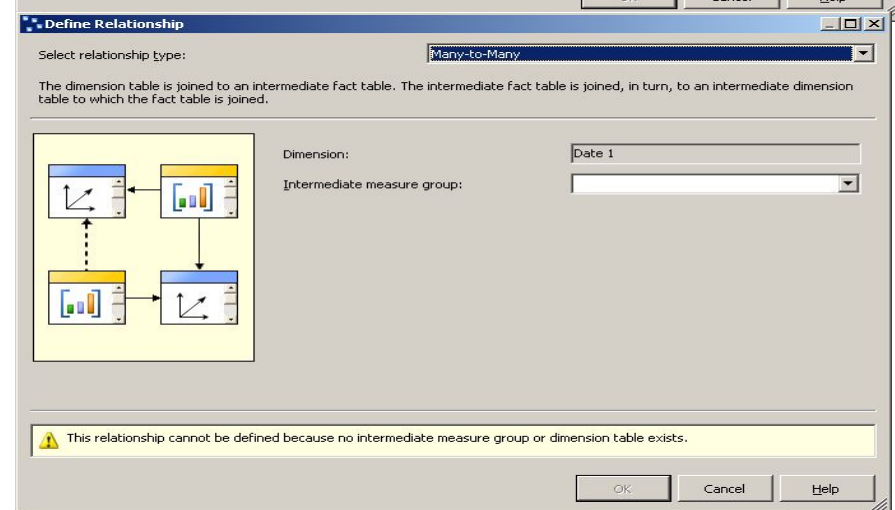 Cancel
Help
Define Relationship
Select relationship type:
Many-to-Many
The dimension table is joined to an intermediate fact table. The intermediate fact table is joined, in turn, to an intermediate dimension
table to which the fact table is joined.
Dimension:
Date 1
Intermediate measure group:
This relationship cannot be defined because no intermediate measure group or dimension table exists.
OK
Cancel
Help